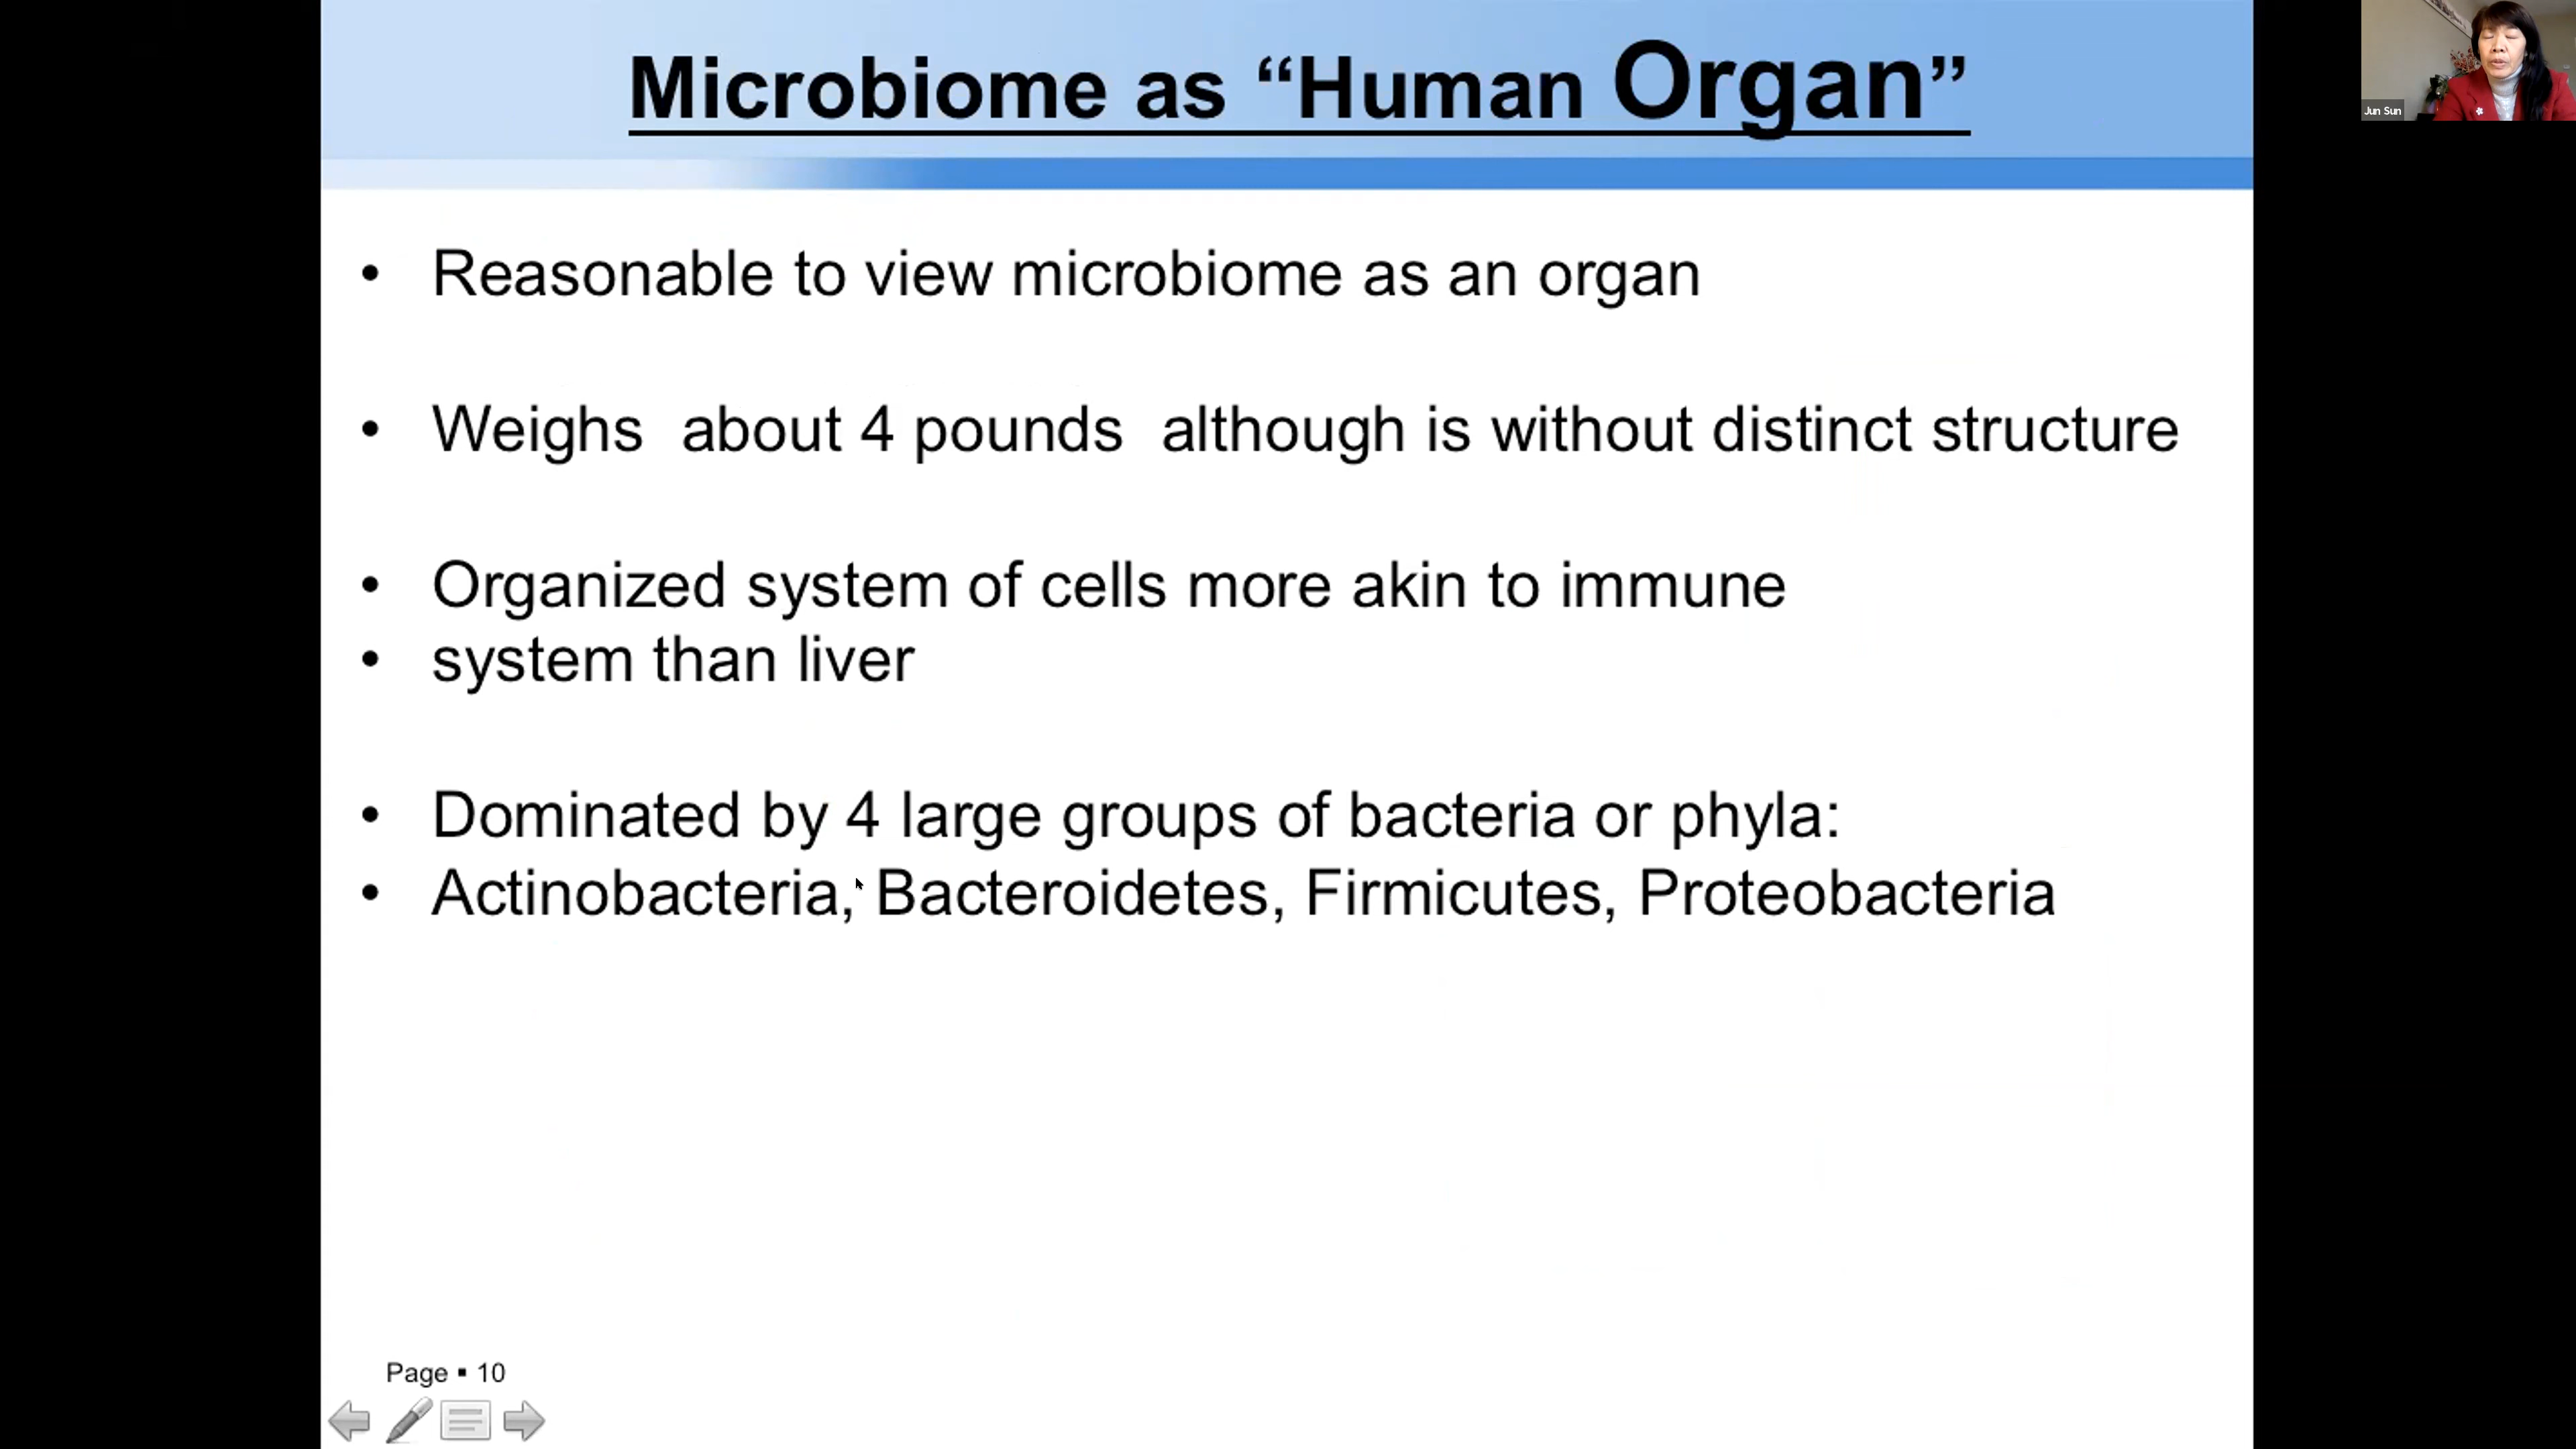 Microbiome as “Human Organ”
Jun Sun
• Reasonable to view microbiome as an organ
• Weighs about 4 pounds although is without distinct structure
• Organized system of cells more akin to immune
• system than liver
• Dominated by 4 large groups of bacteria or phyla:
• Actinobacteria, Bacteroidetes, Firmicutes, Proteobacteria
Page ▪ 10